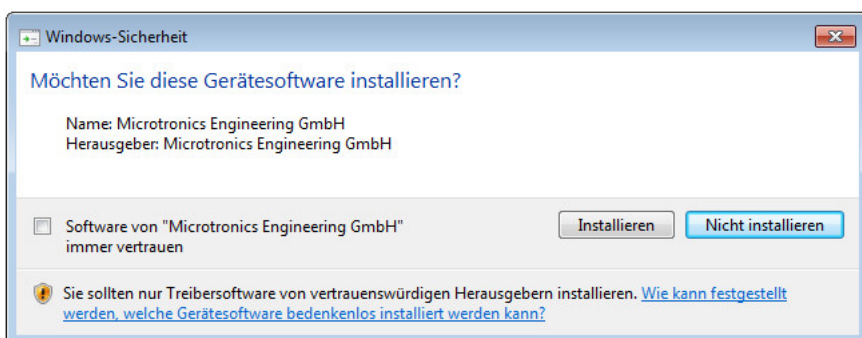 Windows-Sicherheit
Möchten Sie diese Gerätesoftware installieren?
Name: Microtronics Engineering GmbH
Herausgeber: Microtronics Engineering GmbH
Software von "Microtronics Engineering GmbH"
immer vertrauen
Installieren
Nicht installieren
Sie sollten nur Treibersoftware von vertrauenswürdigen Herausgebern installieren. Wie kann festgestellt
werden, welche Gerätesoftware bedenkenlos installiert werden kann?